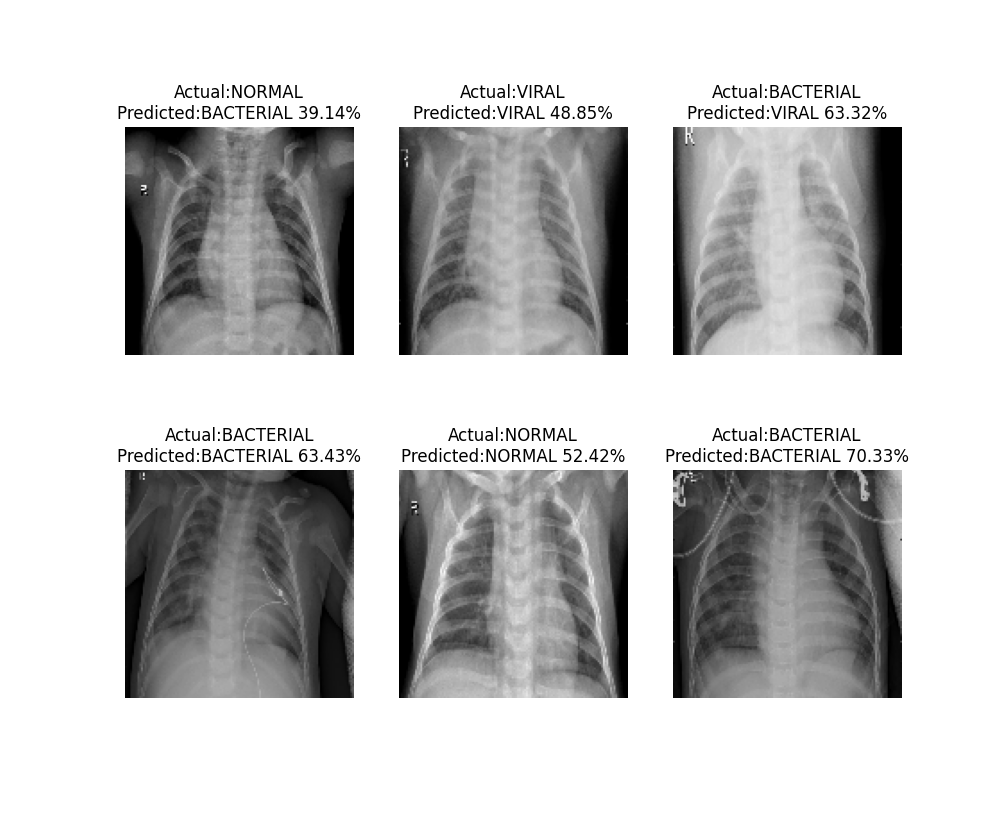 Actual:NORMAL
Predicted:BACTERIAL 39.14%
Actual:VIRAL
Predicted:VIRAL 48.85%
Actual:BACTERIAL
Predicted:VIRAL 63.32%
R
Actual:BACTERIAL
Predicted:BACTERIAL 63.43%
Actual:NORMAL
Predicted:NORMAL 52.42%
Actual:BACTERIAL
Predicted:BACTERIAL 70.33%